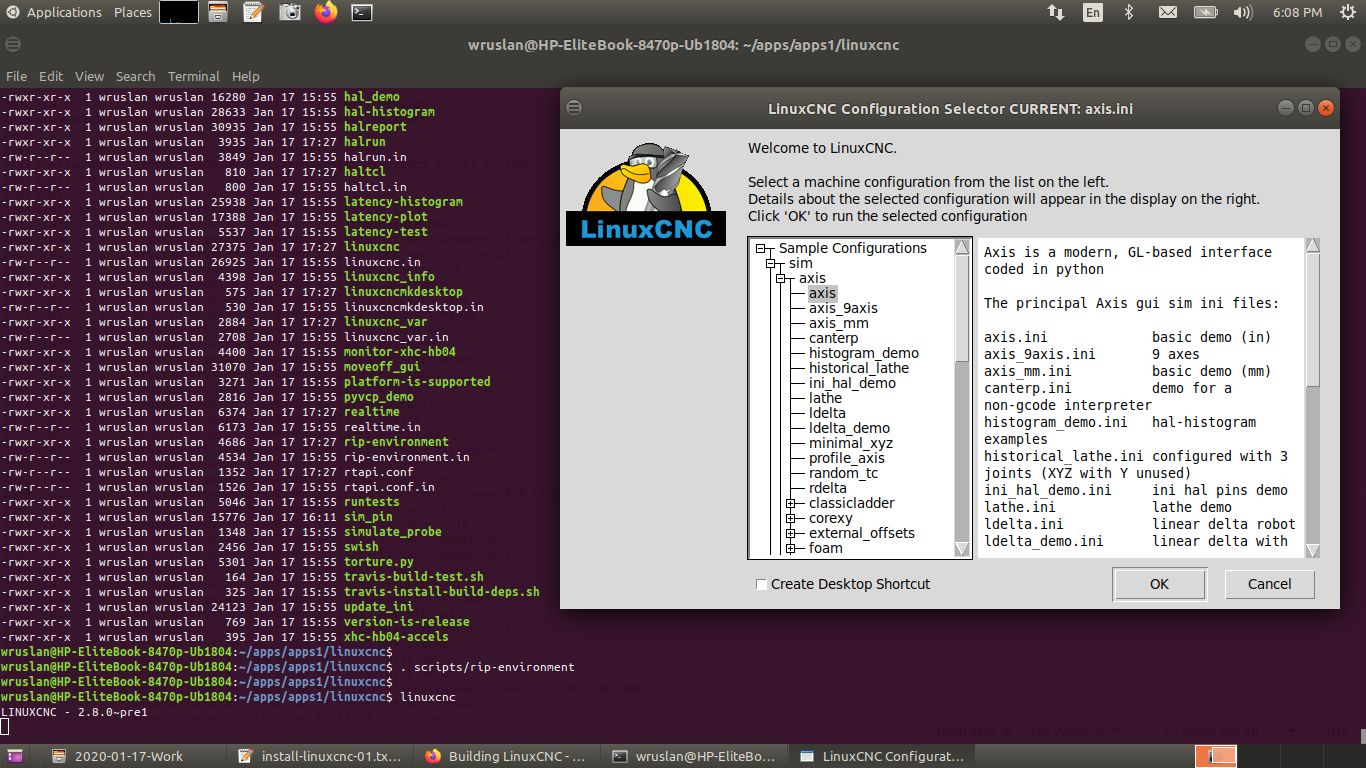 Applications Places En 6:08 PM
wruslan@HP-EliteBook-8470p-Ub1804: ~/apps/apps1/linuxcnc
File Edit View Search Terminal Help
-rwxr-xr-x 1 wruslan wruslan 16280 Jan 17 15:55 hal_demo
-rwxr-xr-x 1 wruslan wruslan 28633 Jan 17 15:55 hal-histogram
-rwxr-xr-x 1 wruslan wruslan 30935 Jan 17 15:55 halreport
-rwxr-xr-x 1 wruslan wruslan 3935 Jan 17 17:27 halrun
-rw-r--r-- 1 wruslan wruslan 3849 Jan 17 15:55 halrun.in
-rwxr-xr-x 1 wruslan wruslan 810 Jan 17 17:27 haltcl
-rw-r--r-- 1 wruslan wruslan 800 Jan 17 15:55 haltcl.in
-rwxr-xr-x 1 wruslan wruslan 25938 Jan 17 15:55 latency-histogram
-rwxr-xr-x 1 wruslan wruslan 17388 Jan 17 15:55 latency-plot
-rwxr-xr-x 1 wruslan wruslan 5537 Jan 17 15:55 latency-test
-rwxr-xr-x 1 wruslan wruslan 27375 Jan 17 17:27 linuxcnc
-rw-r--r-- 1 wruslan wruslan 26925 Jan 17 15:55 linuxcnc.in
-rwxr-xr-x 1 wruslan wruslan 4398 Jan 17 15:55 linuxcnc_info
-rwxr-xr-x 1 wruslan wruslan 575 Jan 17 17:27 linuxcncmkdesktop
-rw-r--r-- 1 wruslan wruslan 530 Jan 17 15:55 linuxcncmkdesktop.in
-rwxr-xr-x 1 wruslan wruslan 2884 Jan 17 17:27 linuxcnc_var
-rw-r--r-- 1 wruslan wruslan 2708 Jan 17 15:55 linuxcnc_var.in
-rwxr-xr-x 1 wruslan wruslan 4400 Jan 17 15:55 monitor-xhc-hb04
-rwxr-xr-x 1 wruslan wruslan 31070 Jan 17 15:55 moveoff_gui
-rwxr-xr-x 1 wruslan wruslan 3271 Jan 17 15:55 platform-is-supported
-rwxr-xr-x 1 wruslan wruslan 2816 Jan 17 15:55 pyvcp_demo
-rwxr-xr-x 1 wruslan wruslan 6374 Jan 17 17:27 realtime
-rw-r--r-- 1 wruslan wruslan 6173 Jan 17 15:55 realtime.in
-rwxr-xr-x 1 wruslan wruslan 4686 Jan 17 17:27 rip-environment
-rw-r--r-- 1 wruslan wruslan 4534 Jan 17 15:55 rip-environment.in
-rw-r--r-- 1 wruslan wruslan 1352 Jan 17 17:27 rtapi.conf
-rw-r--r-- 1 wruslan wruslan 1526 Jan 17 15:55 rtapi.conf.in
-rwxr-xr-x 1 wruslan wruslan 5046 Jan 17 15:55 runtests
-rwxr-xr-x 1 wruslan wruslan 15776 Jan 17 16:11 sim_pin
-rwxr-xr-x 1 wruslan wruslan 1348 Jan 17 15:55 simulate_probe
-rwxr-xr-x 1 wruslan wruslan 2456 Jan 17 15:55 swish
-rwxr-xr-x 1 wruslan wruslan 5301 Jan 17 15:55 torture.py
-rwxr-xr-x 1 wruslan wruslan 164 Jan 17 15:55 travis-build-test.sh
-rwxr-xr-x 1 wruslan wruslan 325 Jan 17 15:55 travis-install-build-deps.sh
-rwxr-xr-x 1 wruslan wruslan 24123 Jan 17 15:55 update_ini
-rwxr-xr-x 1 wruslan wruslan 769 Jan 17 15:55 version-is-release
-rwxr-xr-x 1 wruslan wruslan 395 Jan 17 15:55 xhc-hb04-accels
wruslan@HP-EliteBook-8470p-Ub1804:~/apps/apps1/linuxcnc$
wruslan@HP-EliteBook-8470p-Ub1804:~/apps/apps1/linuxcnc$ . scripts/rip-environment
wruslan@HP-EliteBook-8470p-Ub1804:~/apps/apps1/linuxcnc$
wruslan@HP-EliteBook-8470p-Ub1804:~/apps/apps1/linuxcnc$ linuxcnc
LINUXCNC - 2.8.0~pre1
LinuxCNC Configuration Selector CURRENT: axis.ini
LinuxCNC
Welcome to LinuxCNC.
Select a machine configuration from the list on the left.
Details about the selected configuration will appear in the display on the right.
Click 'OK' to run the selected configuration
Sample Configurations
sim
axis
axis
axis_9axis
axis_mm
canterp
histogram_demo
historical_lathe
ini_hal_demo
lathe
ldelta
ldelta_demo
minimal_xyz
profile_axis
random_tc
rdelta
classicladder
corexy
external_offsets
foam
Axis is a modern, GL-based interface
coded in python
The principal Axis gui sim ini files:
axis.ini basic demo (in)
axis_9axis.ini 9 axes
axis_mm.ini basic demo (mm)
canterp.ini demo for a
non-gcode interpreter
histogram_demo.ini hal-histogram
examples
historical_lathe.ini configured with 3
joints (XYZ with Y unused)
ini_hal_demo.ini ini hal pins demo
lathe.ini lathe demo
ldelta.ini linear delta robot
ldelta_demo.ini linear delta with
Create Desktop Shortcut
OK Cancel
Plain Text Tab Width: 8
2020-01-17-Work install-linuxcnc-01.tx... Building LinuxCNC - ... wruslan@HP-EliteBo... LinuxCNC Configurat...